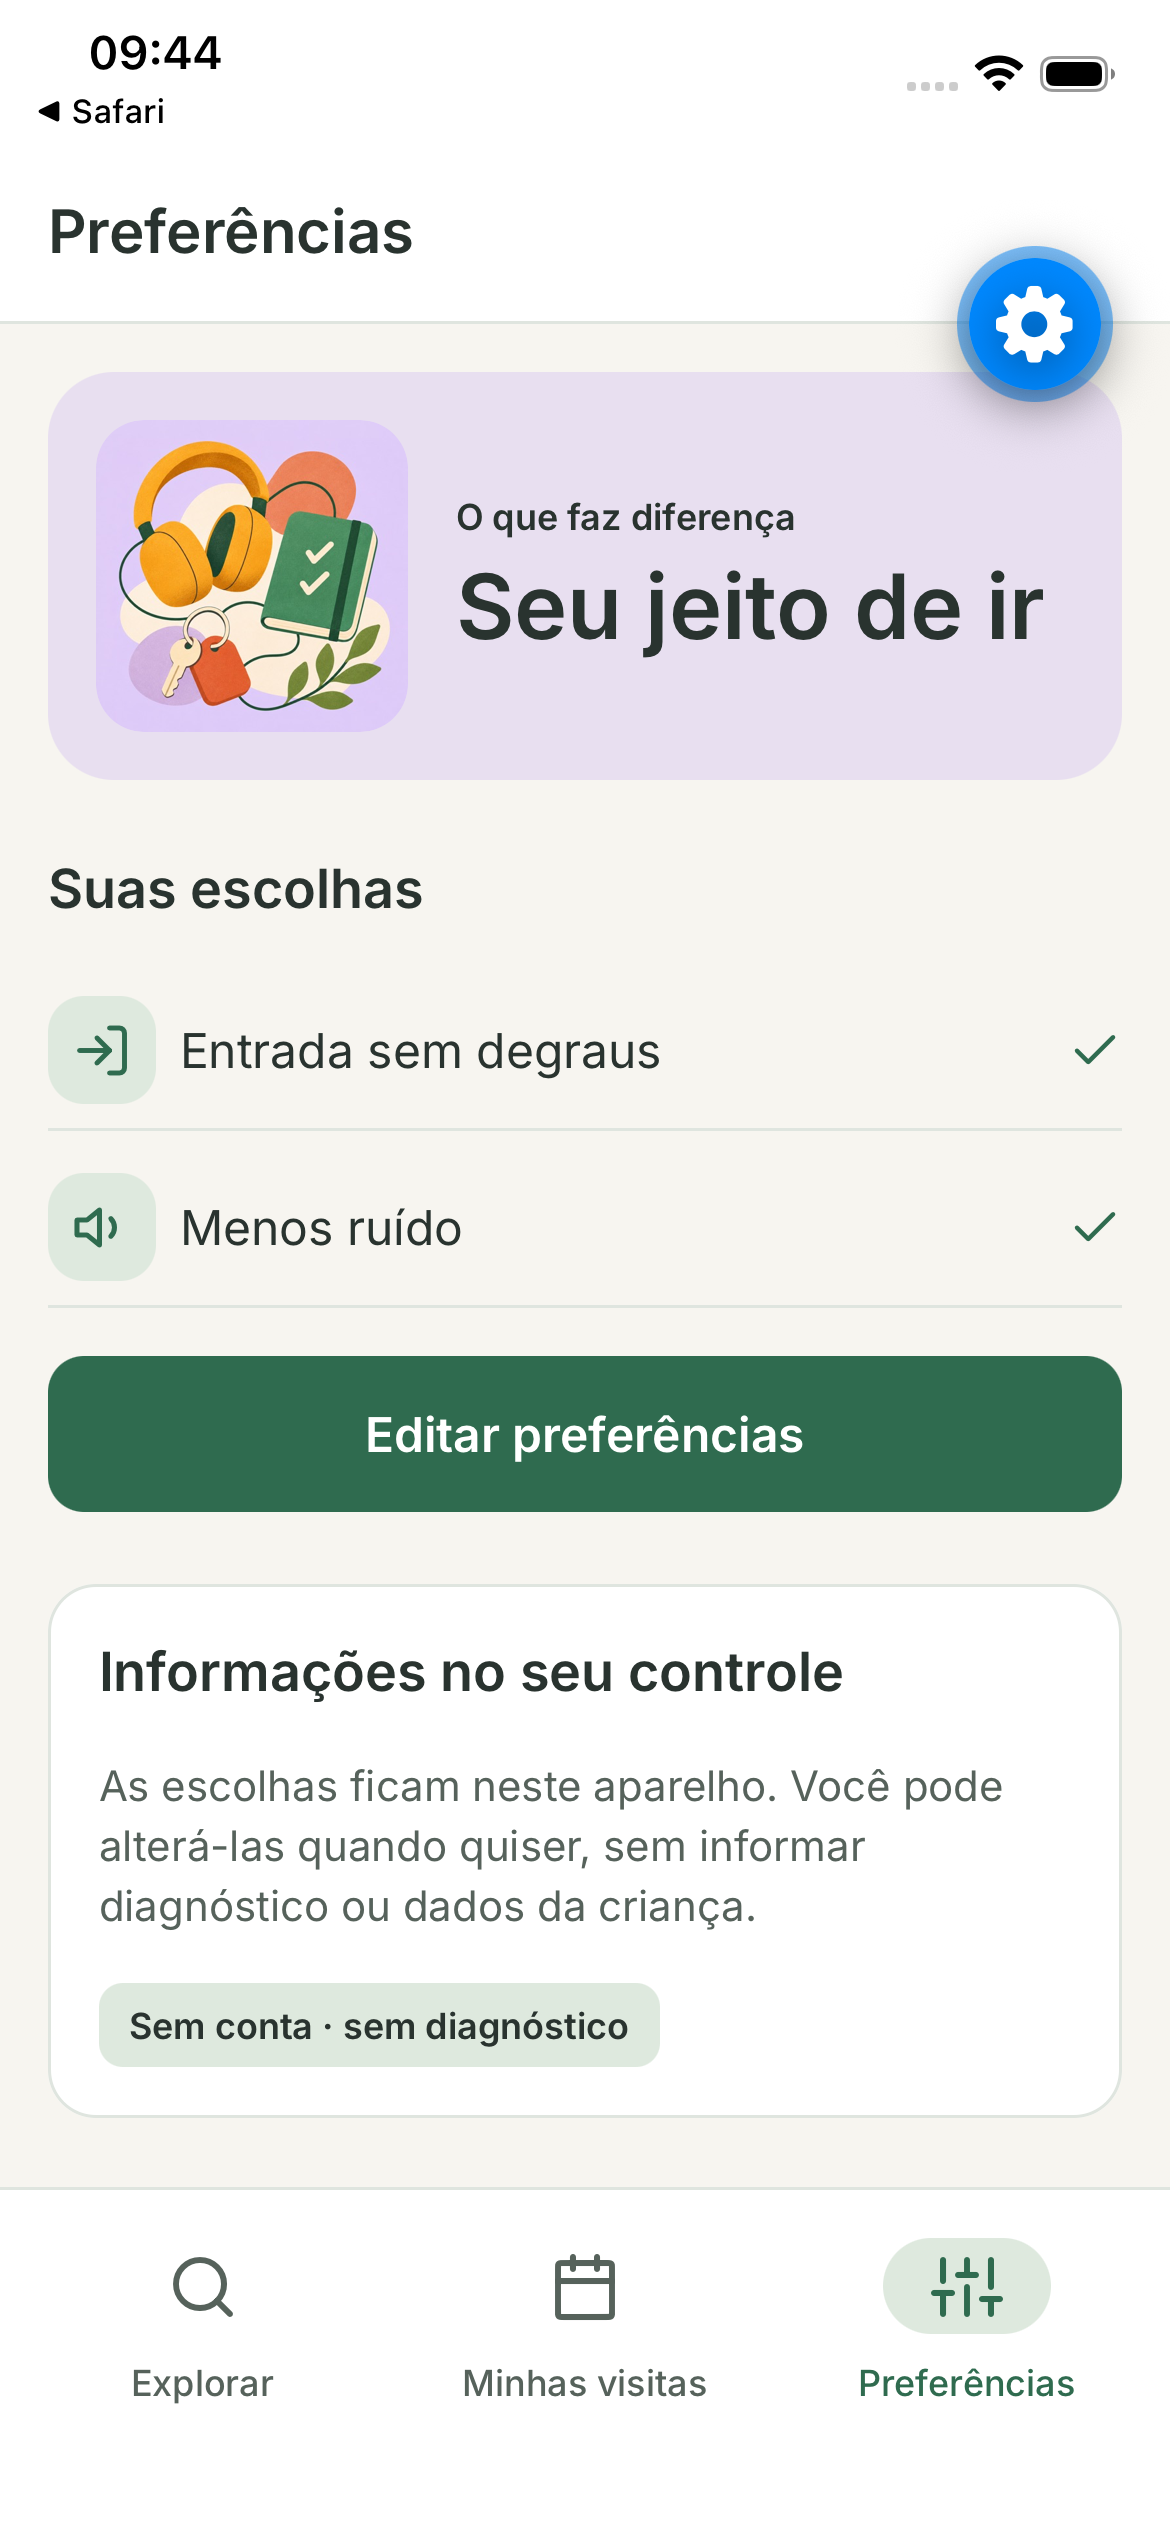 09:44
Safari
Preferências
O que faz diferença
Seu jeito de ir
Suas escolhas
Entrada sem degraus
Menos ruído
Editar preferências
Informações no seu controle
As escolhas ficam neste aparelho. Você pode
alterá-las quando quiser, sem informar
diagnóstico ou dados da criança.
Sem conta · sem diagnóstico
Explorar
Minhas visitas
Preferências